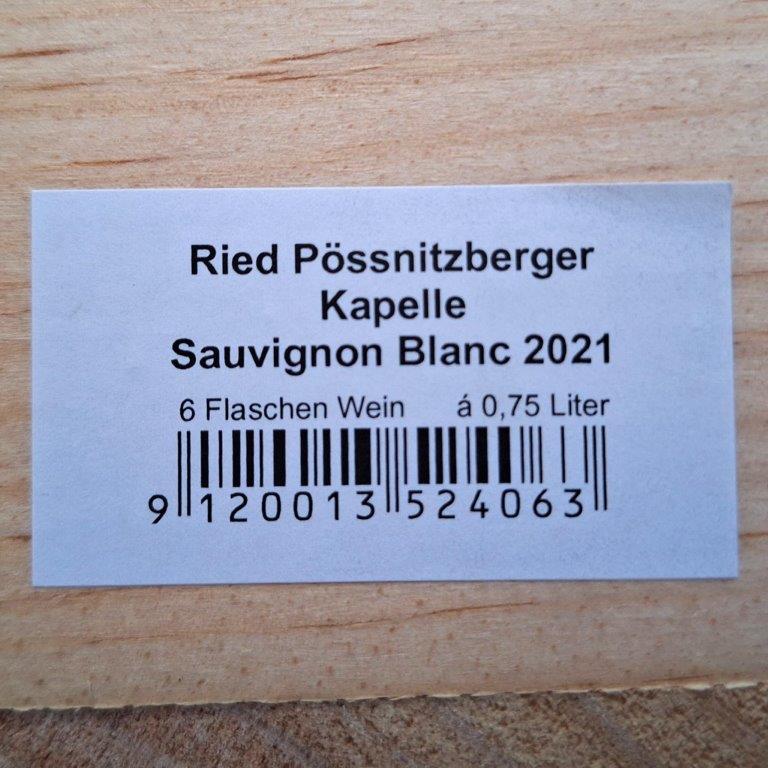 Ried Pössnitzberger
Kapelle
Sauvignon Blanc 2021
6 Flaschen Wein á 0,75 Liter
9 120013 524063